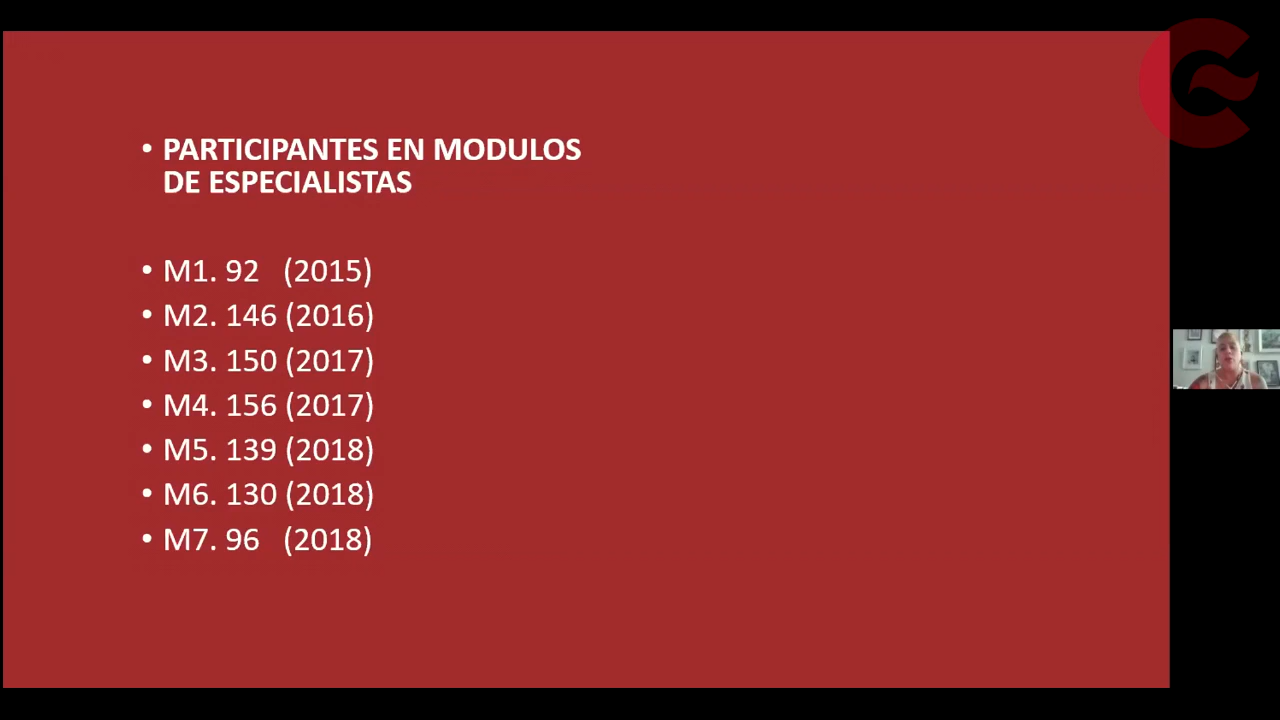 • PARTICIPANTES EN MODULOS
DE ESPECIALISTAS
• M1. 92 (2015)
• M2. 146 (2016)
• M3. 150 (2017)
• M4. 156 (2017)
• M5. 139 (2018)
• M6. 130 (2018)
• M7. 96 (2018)